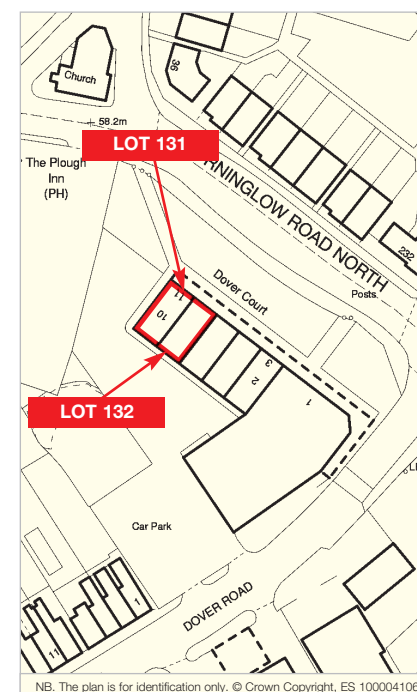 Church
36
58.2m
LOT 131
The Plough
Inn
(PH)
RNINGLOW ROAD NORTH
232
Posts
Dover Court
11
10
3
2
1
LOT 132
Car Park
1
11
DOVER ROAD
NB. The plan is for identification only. © Crown Copyright, ES 100004106